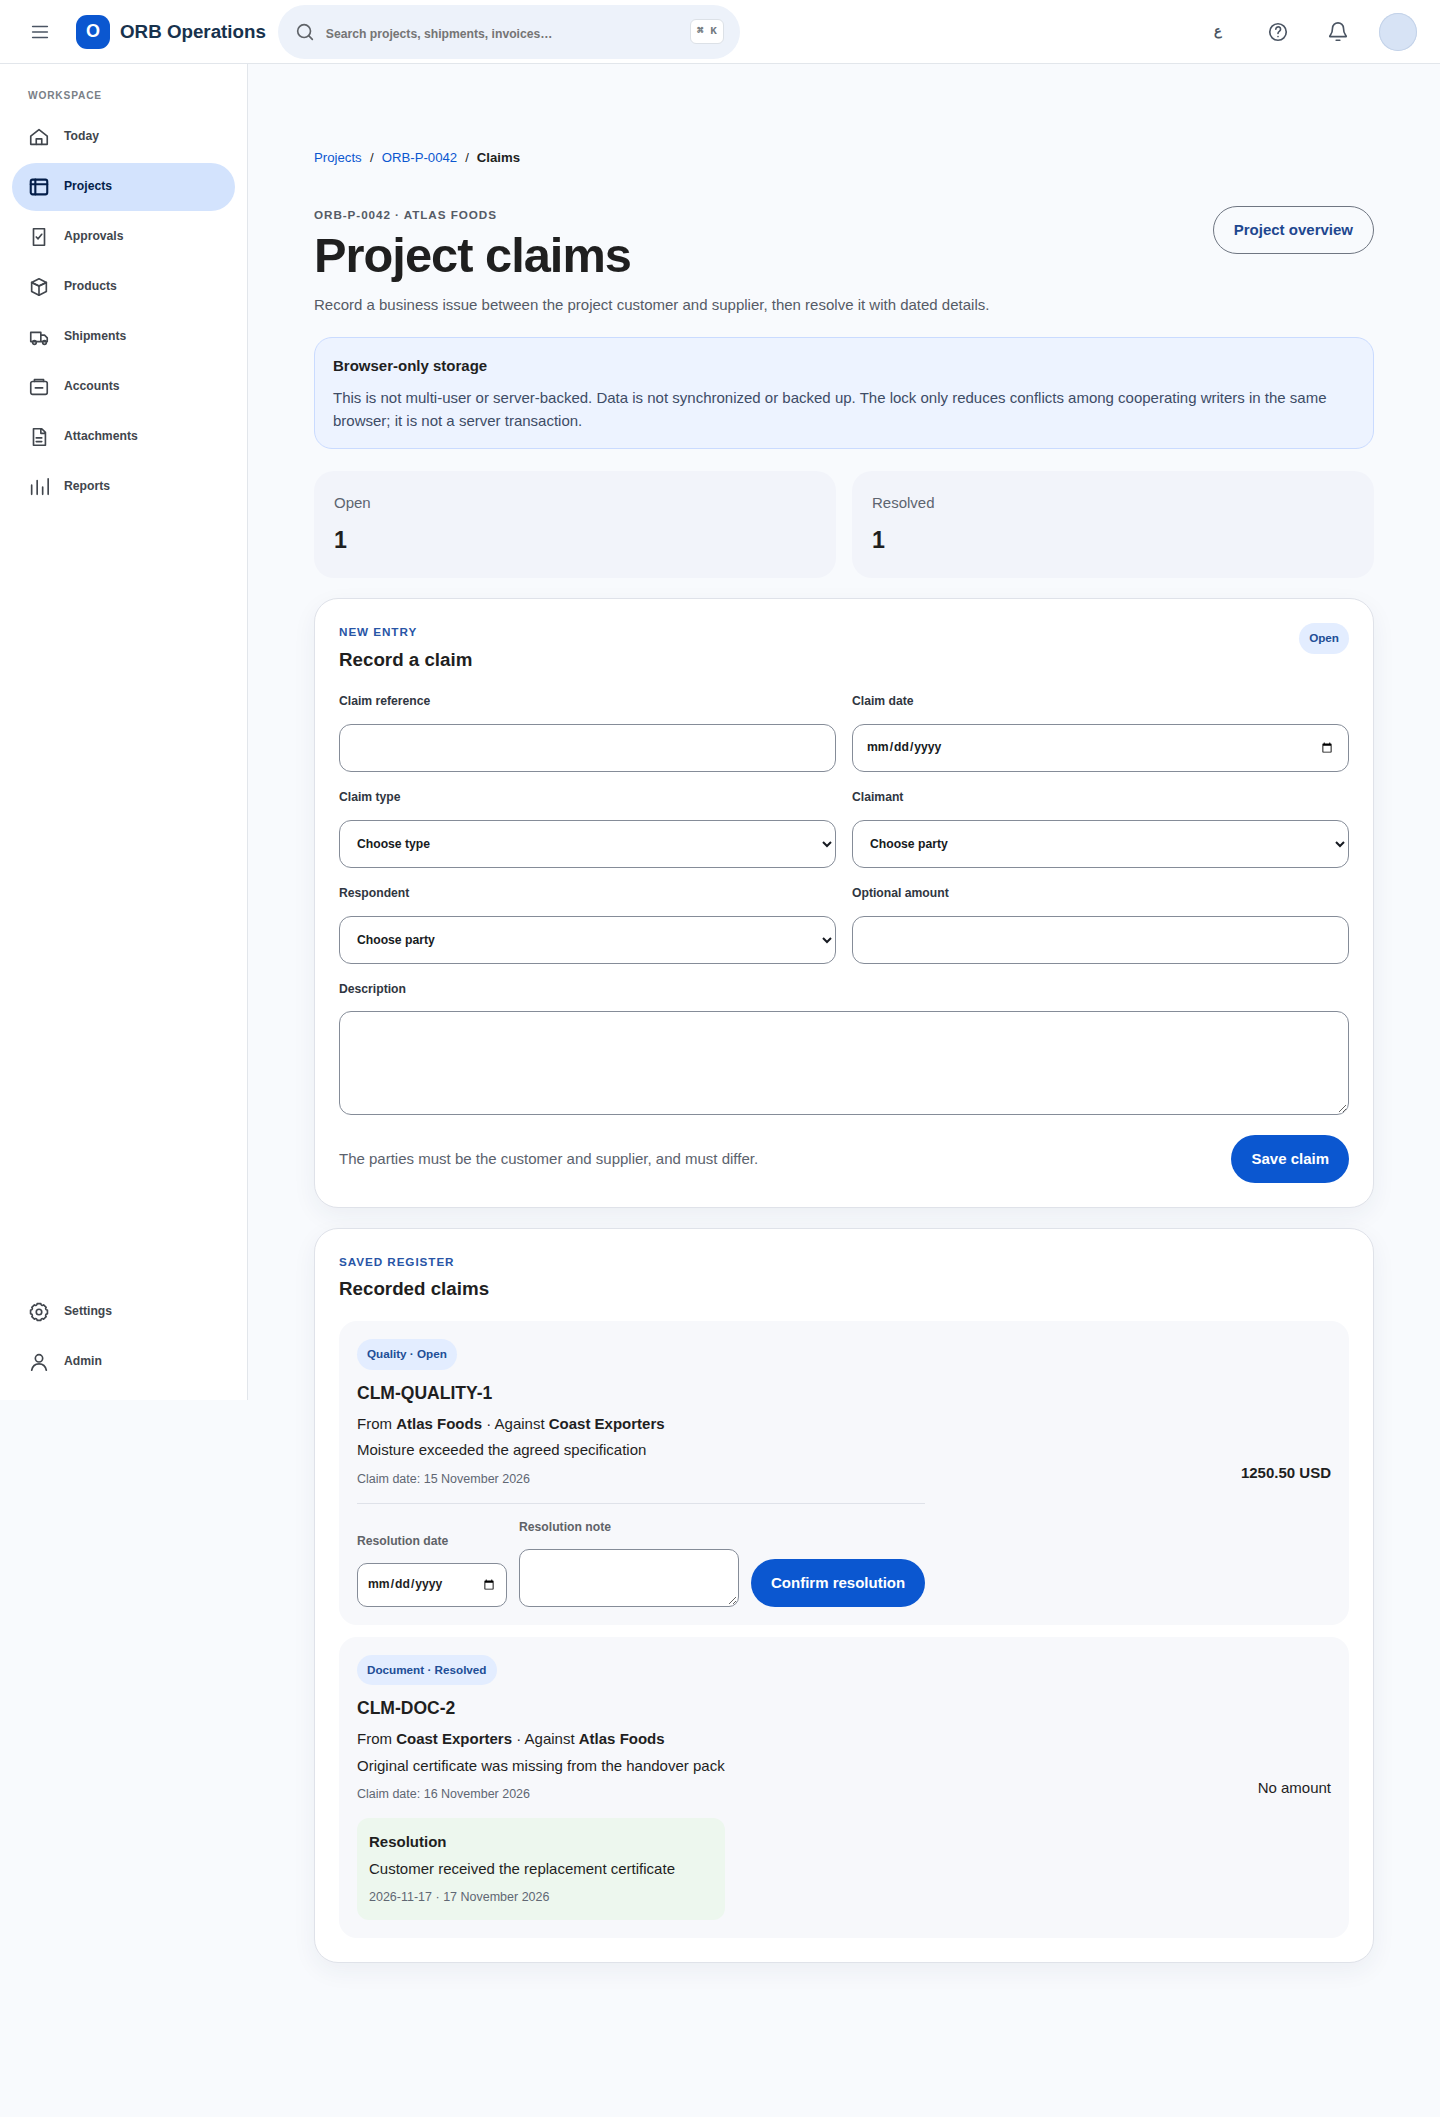 O ORB Operations
Search projects, shipments, invoices…
⌘ K
ع
WORKSPACE
Today
Projects
Approvals
Products
Shipments
Accounts
Attachments
Reports
Settings
Admin
Projects / ORB-P-0042 / Claims
ORB-P-0042 · ATLAS FOODS
Project claims
Project overview
Record a business issue between the project customer and supplier, then resolve it with dated details.
Browser-only storage
This is not multi-user or server-backed. Data is not synchronized or backed up. The lock only reduces conflicts among cooperating writers in the same
browser; it is not a server transaction.
Open
1
Resolved
1
NEW ENTRY
Record a claim
Open
Claim reference
Claim date
mm/dd/yyyy
Claim type
Claimant
Choose type
Choose party
Respondent
Optional amount
Choose party
Description
The parties must be the customer and supplier, and must differ.
Save claim
SAVED REGISTER
Recorded claims
Quality · Open
CLM-QUALITY-1
From Atlas Foods · Against Coast Exporters
Moisture exceeded the agreed specification
Claim date: 15 November 2026
1250.50 USD
Resolution date
Resolution note
mm/dd/yyyy
Confirm resolution
Document · Resolved
CLM-DOC-2
From Coast Exporters · Against Atlas Foods
Original certificate was missing from the handover pack
Claim date: 16 November 2026
No amount
Resolution
Customer received the replacement certificate
2026-11-17 · 17 November 2026